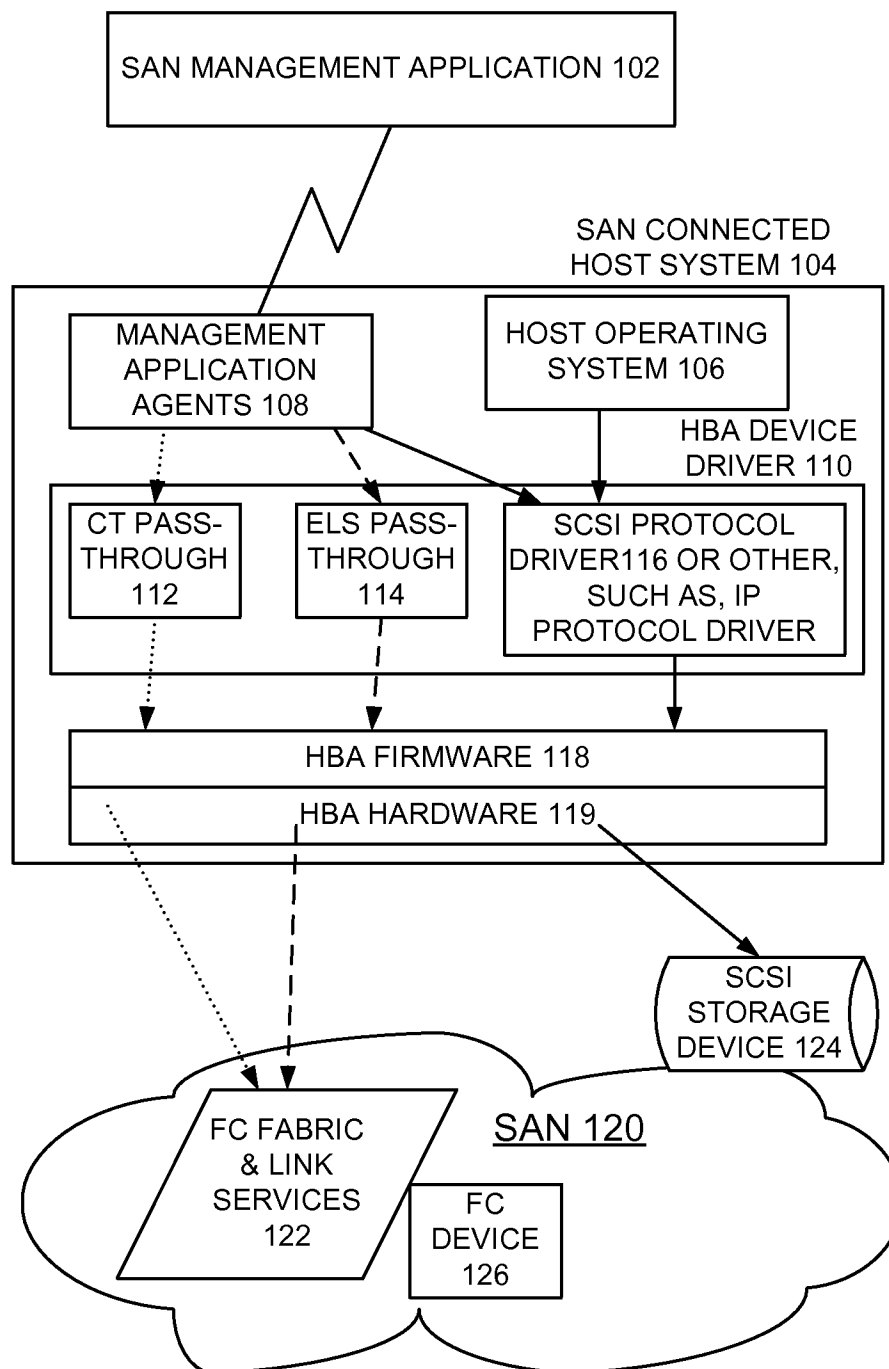 SAN MANAGEMENT APPLICATION 102
SAN CONNECTED
HOST SYSTEM 104
MANAGEMENT
APPLICATION
AGENTS 108
HOST OPERATING
SYSTEM 106
HBA DEVICE
DRIVER 110
CT PASS-
THROUGH
112
ELS PASS-
THROUGH
114
SCSI PROTOCOL
DRIVER116 OR OTHER,
SUCH AS, IP
PROTOCOL DRIVER
HBA FIRMWARE 118
HBA HARDWARE 119
SCSI
STORAGE
DEVICE 124
FC FABRIC
& LINK
SERVICES
122
SAN 120
FC
DEVICE
126